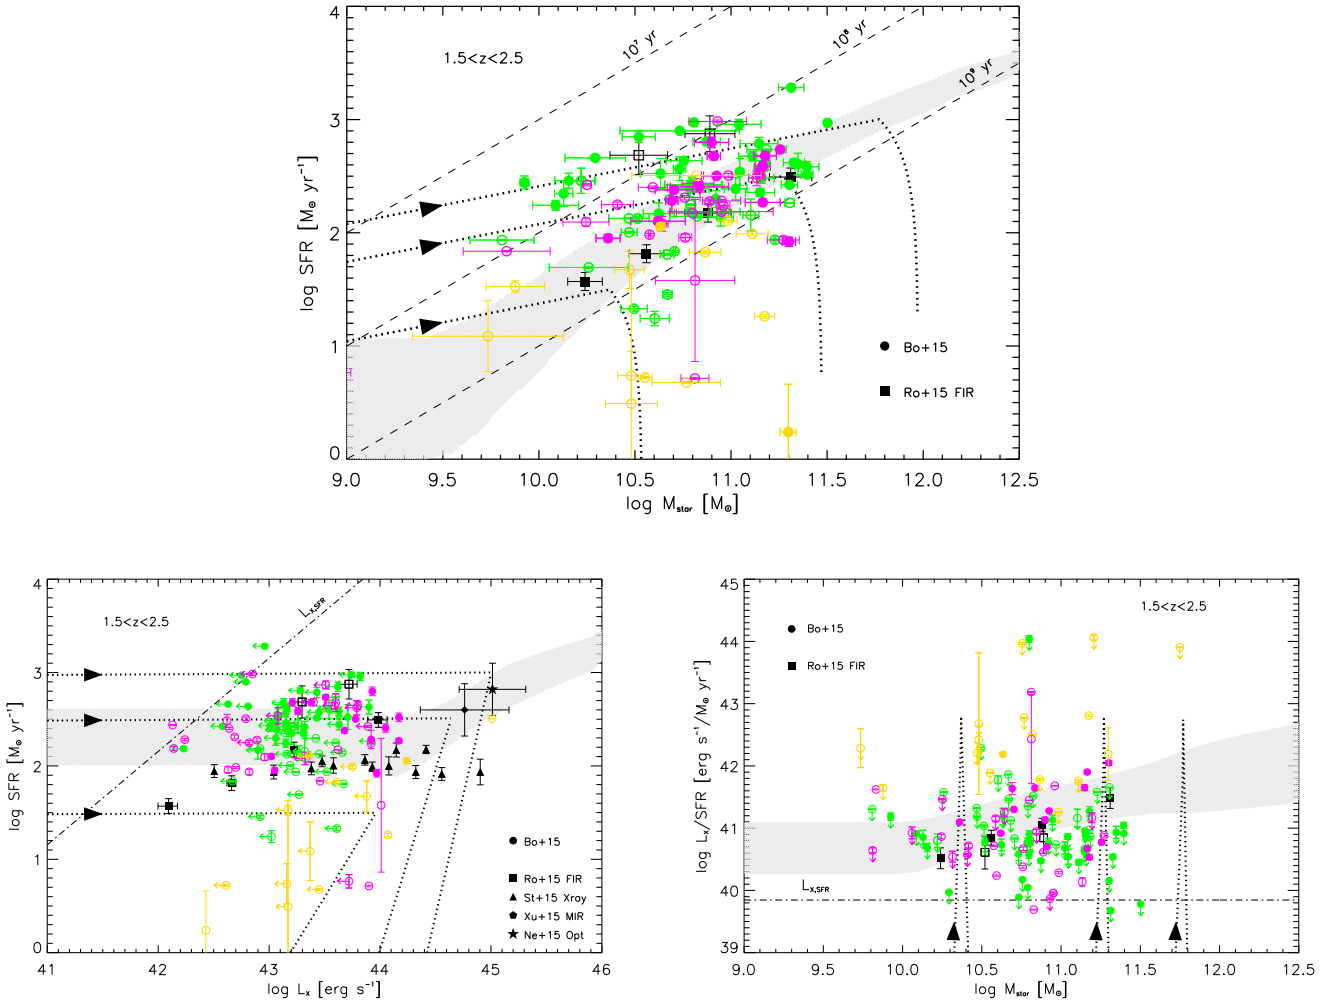 4
3
2
1
0
log SFR [M⊙ yr⁻¹]
1.5<z<2.5
10⁷ yr
10⁸ yr
10⁹ yr
Bo+15
Ro+15 FIR
9.0 9.5 10.0 10.5 11.0 11.5 12.0 12.5
log Mstar [M⊙]
4
3
2
1
0
log SFR [M⊙ yr⁻¹]
1.5<z<2.5
Lx,SFR
Bo+15
Ro+15 FIR
St+15 Xray
Xu+15 MIR
Ne+15 Opt
41 42 43 44 45 46
log Lx [erg s⁻¹]
45
44
43
42
41
40
39
log Lx/SFR [erg s⁻¹/M⊙ yr⁻¹]
Bo+15
Ro+15 FIR
1.5<z<2.5
Lx,SFR
9.0 9.5 10.0 10.5 11.0 11.5 12.0 12.5
log Mstar [M⊙]